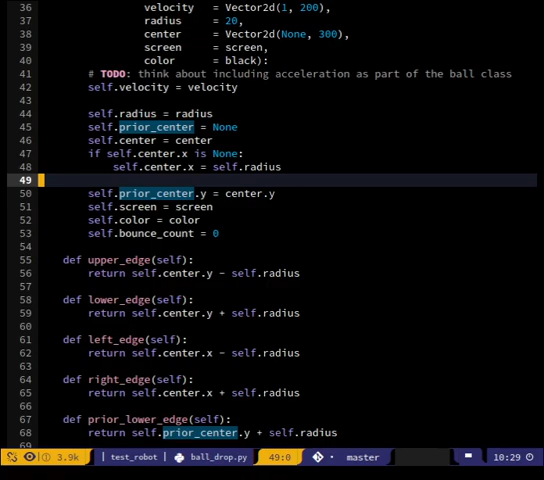 36 velocity = Vector2d(1, 200),
37 radius = 20,
38 center = Vector2d(None, 300),
39 screen = screen,
40 color = black):
41 # TODO: think about including acceleration as part of the ball class
42 self.velocity = velocity
43
44 self.radius = radius
45 self.prior_center = None
46 self.center = center
47 if self.center.x is None:
48 self.center.x = self.radius
49
50 self.prior_center.y = center.y
51 self.screen = screen
52 self.color = color
53 self.bounce_count = 0
54
55 def upper_edge(self):
56 return self.center.y - self.radius
57
58 def lower_edge(self):
59 return self.center.y + self.radius
60
61 def left_edge(self):
62 return self.center.x - self.radius
63
64 def right_edge(self):
65 return self.center.x + self.radius
66
67 def prior_lower_edge(self):
68 return self.prior_center.y + self.radius
69
3.9k | test_robot | ball_drop.py 49:0 • master 10:29